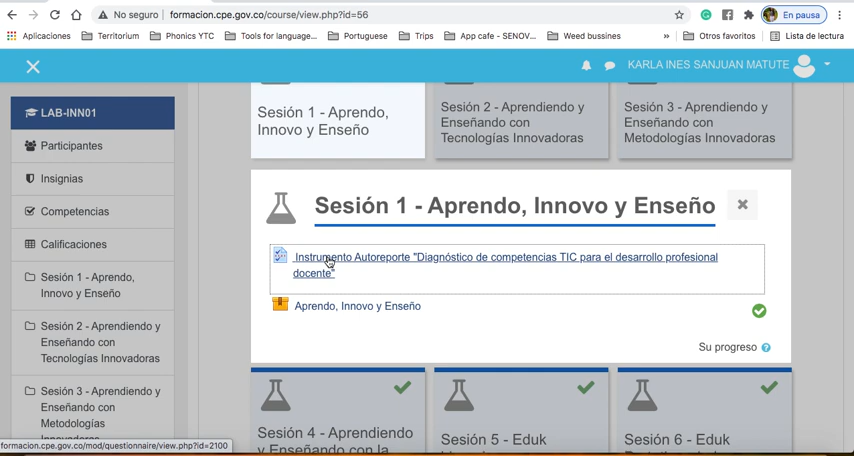 No seguro | formacion.cpe.gov.co/course/view.php?id=56
En pausa
Aplicaciones Territorium Phonics YTC Tools for language... Portuguese Trips App cafe - SENOV... Weed bussines » Otros favoritos Lista de lectura
KARLA INES SANJUAN MATUTE
LAB-INN01
Participantes
Insignias
Competencias
Calificaciones
Sesión 1 - Aprendo,
Innovo y Enseño
Sesión 2 - Aprendiendo y
Enseñando con
Tecnologías Innovadoras
Sesión 3 - Aprendiendo y
Enseñando con
Metodologías
Sesión 1 - Aprendo,
Innovo y Enseño
Sesión 2 - Aprendiendo y
Enseñando con
Tecnologías Innovadoras
Sesión 3 - Aprendiendo y
Enseñando con
Metodologías Innovadoras
Sesión 1 - Aprendo, Innovo y Enseño
Instrumento Autoreporte "Diagnóstico de competencias TIC para el desarrollo profesional
docente"
Aprendo, Innovo y Enseño
Su progreso
Sesión 4 - Aprendiendo
y Enseñando con la
Sesión 5 - Eduk
Sesión 6 - Eduk
formacion.cpe.gov.co/mod/questionnaire/view.php?id=2100